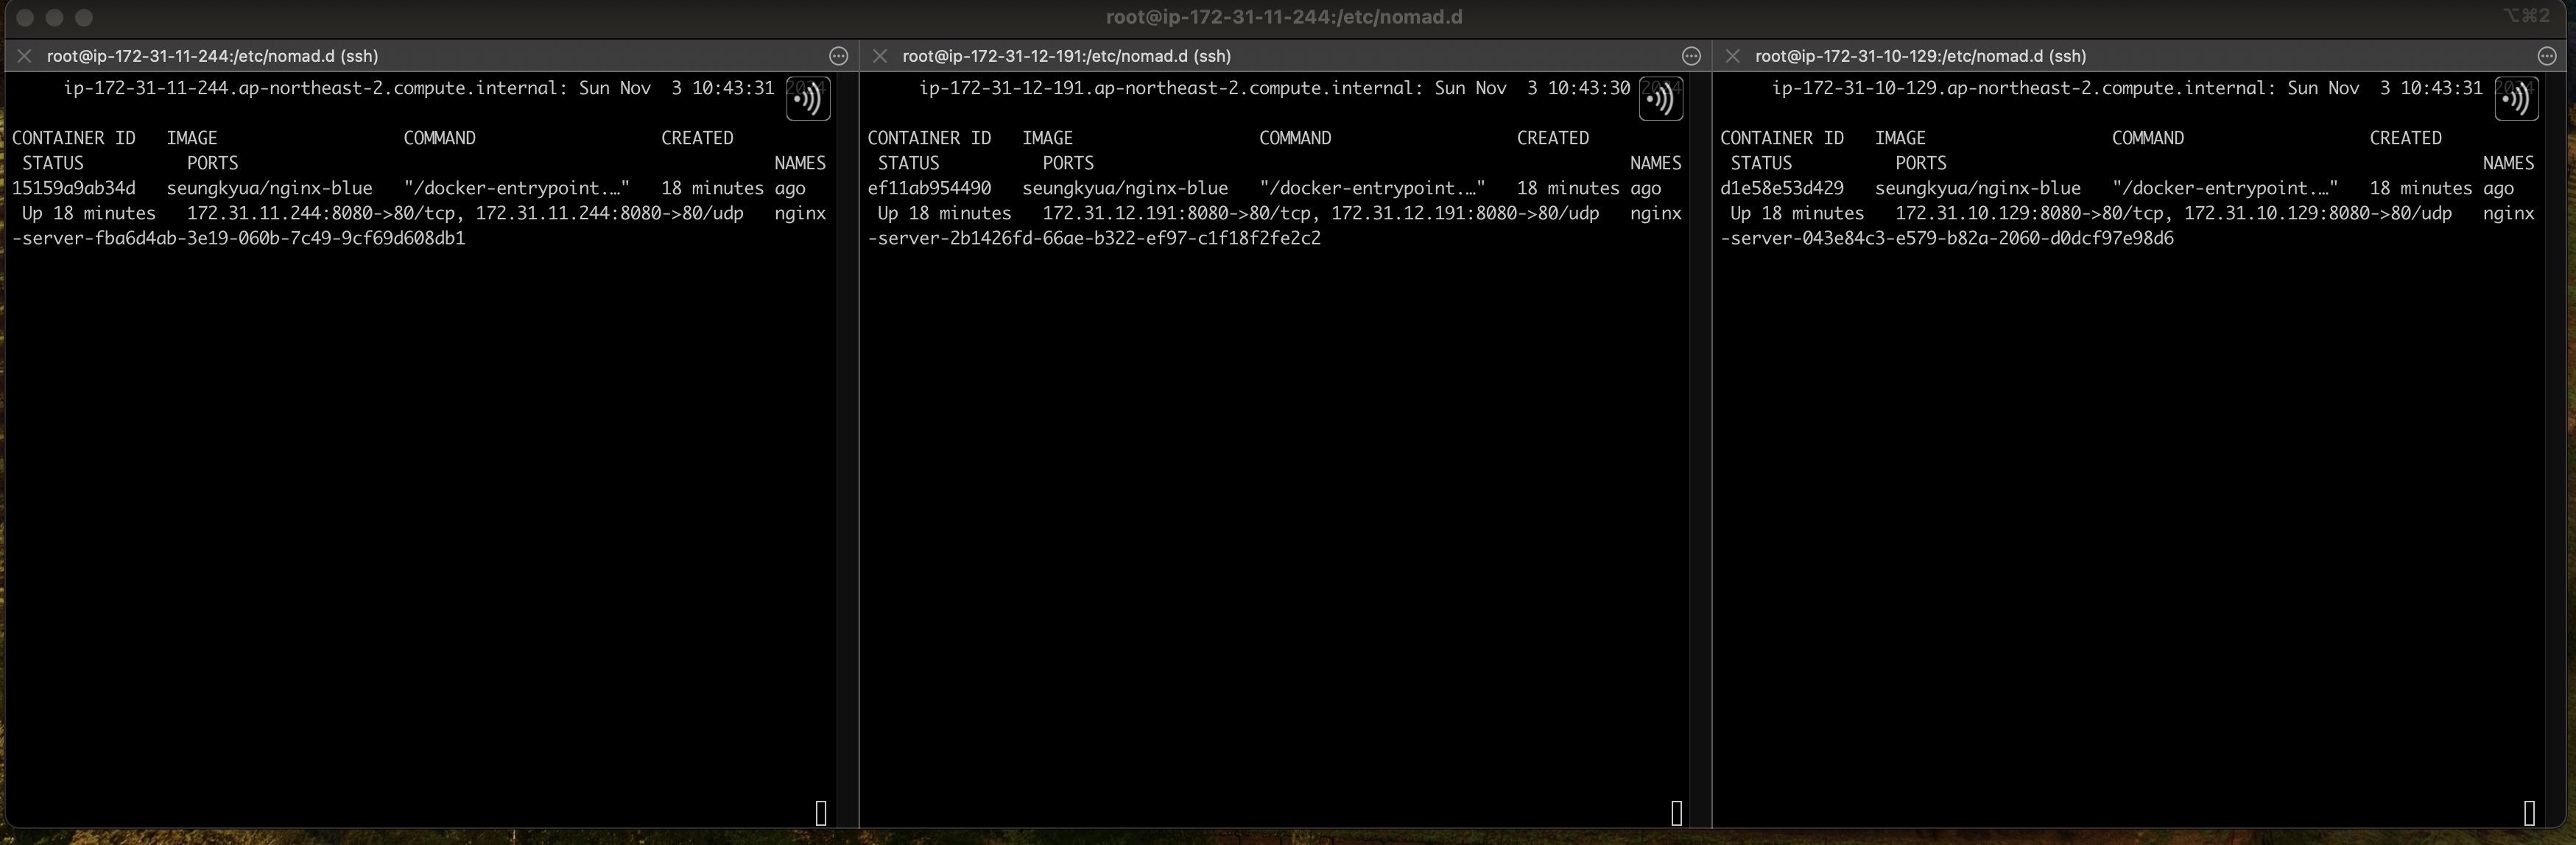 root@ip-172-31-11-244:/etc/nomad.d
⌥⌘2
root@ip-172-31-11-244:/etc/nomad.d (ssh)
ip-172-31-11-244.ap-northeast-2.compute.internal: Sun Nov  3 10:43:31 2024
CONTAINER ID   IMAGE                  COMMAND                  CREATED
 STATUS          PORTS                                                    NAMES
15159a9ab34d   seungkyua/nginx-blue   "/docker-entrypoint.…"   18 minutes ago
 Up 18 minutes   172.31.11.244:8080->80/tcp, 172.31.11.244:8080->80/udp   nginx
-server-fba6d4ab-3e19-060b-7c49-9cf69d608db1
root@ip-172-31-12-191:/etc/nomad.d (ssh)
ip-172-31-12-191.ap-northeast-2.compute.internal: Sun Nov  3 10:43:30 2024
CONTAINER ID   IMAGE                  COMMAND                  CREATED
 STATUS          PORTS                                                    NAMES
ef11ab954490   seungkyua/nginx-blue   "/docker-entrypoint.…"   18 minutes ago
 Up 18 minutes   172.31.12.191:8080->80/tcp, 172.31.12.191:8080->80/udp   nginx
-server-2b1426fd-66ae-b322-ef97-c1f18f2fe2c2
root@ip-172-31-10-129:/etc/nomad.d (ssh)
ip-172-31-10-129.ap-northeast-2.compute.internal: Sun Nov  3 10:43:31 2024
CONTAINER ID   IMAGE                  COMMAND                  CREATED
 STATUS          PORTS                                                    NAMES
d1e58e53d429   seungkyua/nginx-blue   "/docker-entrypoint.…"   18 minutes ago
 Up 18 minutes   172.31.10.129:8080->80/tcp, 172.31.10.129:8080->80/udp   nginx
-server-043e84c3-e579-b82a-2060-d0dcf97e98d6